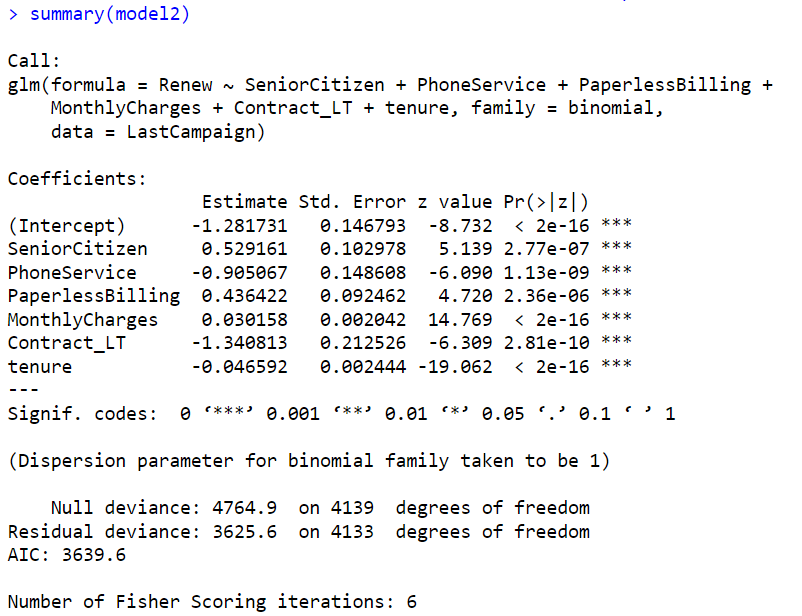 > summary(model2)
Call:
glm(formula = Renew ~ SeniorCitizen + PhoneService + PaperlessBilling +
    MonthlyCharges + Contract_LT + tenure, family = binomial,
    data = LastCampaign)
Coefficients:
                  Estimate Std. Error z value Pr(>|z|)
(Intercept)      -1.281731   0.146793  -8.732  < 2e-16 ***
SeniorCitizen     0.529161   0.102978   5.139 2.77e-07 ***
PhoneService     -0.905067   0.148608  -6.090 1.13e-09 ***
PaperlessBilling  0.436422   0.092462   4.720 2.36e-06 ***
MonthlyCharges    0.030158   0.002042  14.769  < 2e-16 ***
Contract_LT      -1.340813   0.212526  -6.309 2.81e-10 ***
tenure           -0.046592   0.002444 -19.062  < 2e-16 ***
---
Signif. codes:  0 ‘***’ 0.001 ‘**’ 0.01 ‘*’ 0.05 ‘.’ 0.1 ‘ ’ 1
(Dispersion parameter for binomial family taken to be 1)
    Null deviance: 4764.9  on 4139  degrees of freedom
Residual deviance: 3625.6  on 4133  degrees of freedom
AIC: 3639.6
Number of Fisher Scoring iterations: 6